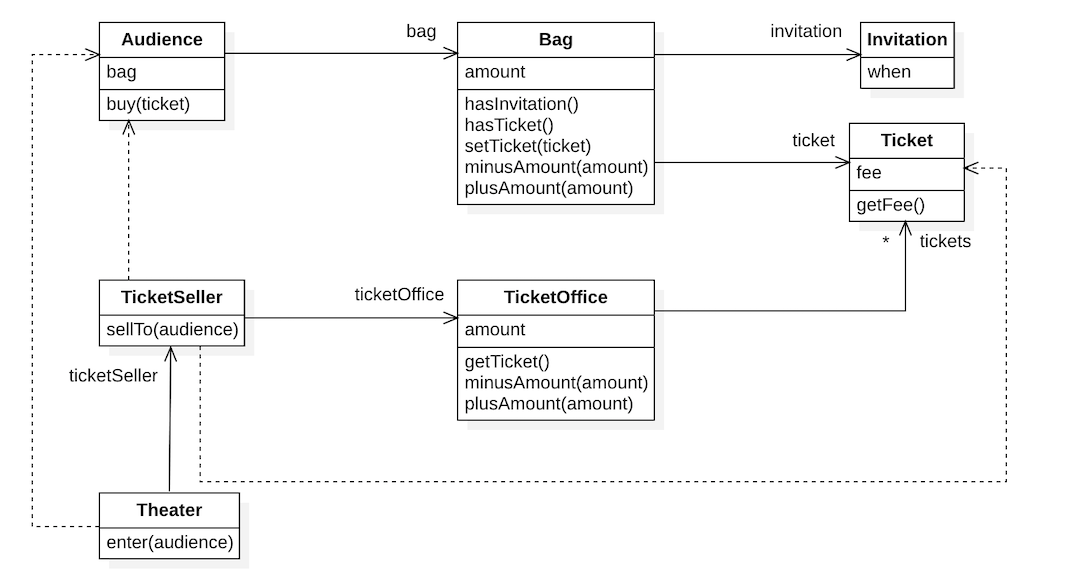 Audience
bag
buy(ticket)
bag
Bag
amount
hasInvitation()
hasTicket()
setTicket(ticket)
minusAmount(amount)
plusAmount(amount)
invitation
Invitation
when
ticket
Ticket
fee
getFee()
* tickets
TicketSeller
sellTo(audience)
ticketOffice
TicketOffice
amount
getTicket()
minusAmount(amount)
plusAmount(amount)
ticketSeller
Theater
enter(audience)